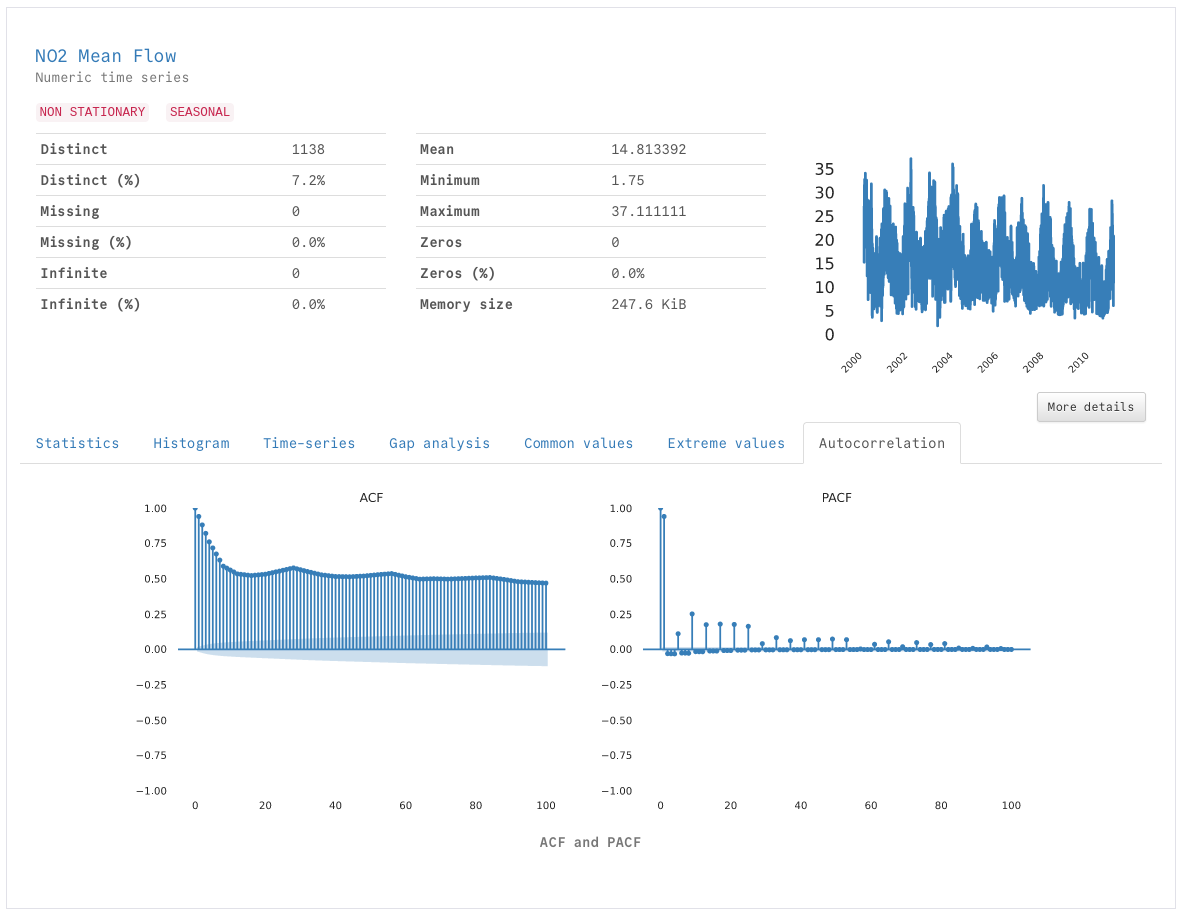 NO2 Mean Flow
Numeric time series
NON STATIONARY SEASONAL
Distinct 1138
Distinct (%) 7.2%
Missing 0
Missing (%) 0.0%
Infinite 0
Infinite (%) 0.0%
Mean 14.813392
Minimum 1.75
Maximum 37.111111
Zeros 0
Zeros (%) 0.0%
Memory size 247.6 KiB
35
30
25
20
15
10
5
0
2000 2002 2004 2006 2008 2010
More details
Statistics Histogram Time-series Gap analysis Common values Extreme values Autocorrelation
ACF
1.00
0.75
0.50
0.25
0.00
−0.25
−0.50
−0.75
−1.00
0 20 40 60 80 100
PACF
1.00
0.75
0.50
0.25
0.00
−0.25
−0.50
−0.75
−1.00
0 20 40 60 80 100
ACF and PACF